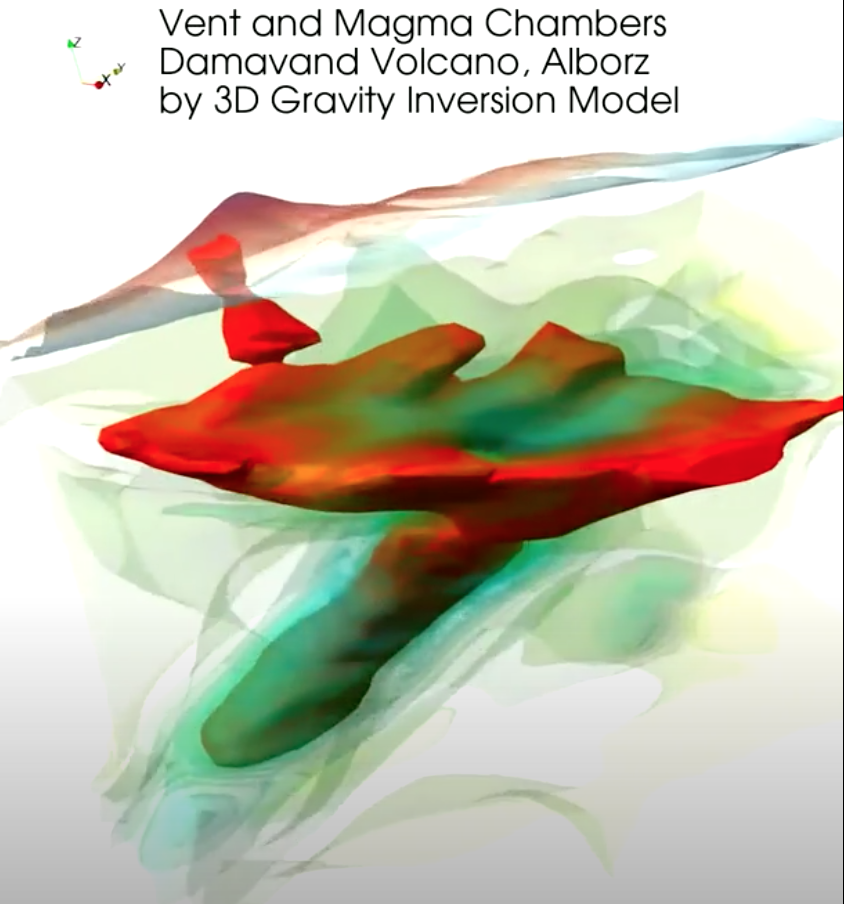 Vent and Magma Chambers
Damavand Volcano, Alborz
by 3D Gravity Inversion Model
Z
X
Y